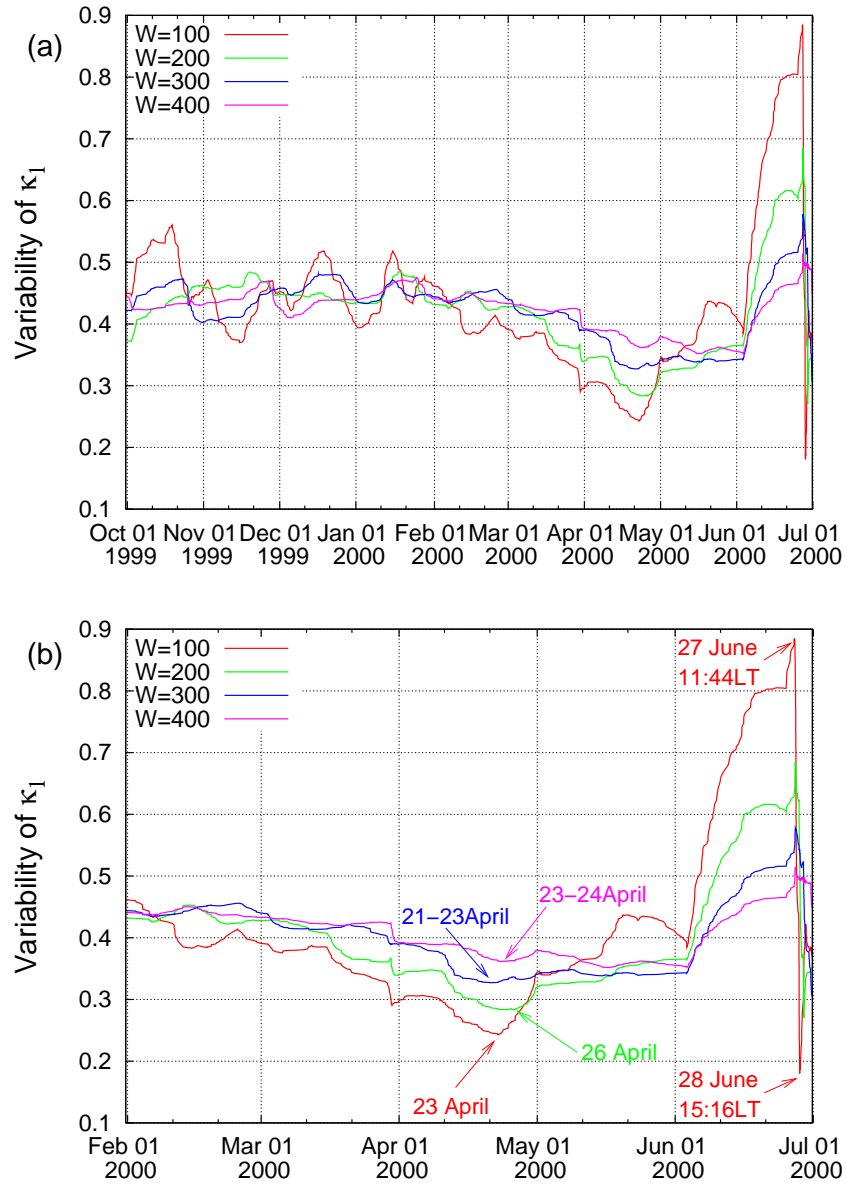 (a)
W=100
W=200
W=300
W=400
Variability of κ1
0.9
0.8
0.7
0.6
0.5
0.4
0.3
0.2
0.1
Oct 01 Nov 01 Dec 01 Jan 01 Feb 01 Mar 01 Apr 01 May 01 Jun 01 Jul 01
1999 1999 1999 2000 2000 2000 2000 2000 2000 2000
(b)
W=100
W=200
W=300
W=400
Variability of κ1
0.9
0.8
0.7
0.6
0.5
0.4
0.3
0.2
0.1
27 June
11:44LT
23−24April
21−23April
26 April
23 April
28 June
15:16LT
Feb 01 Mar 01 Apr 01 May 01 Jun 01 Jul 01
2000 2000 2000 2000 2000 2000